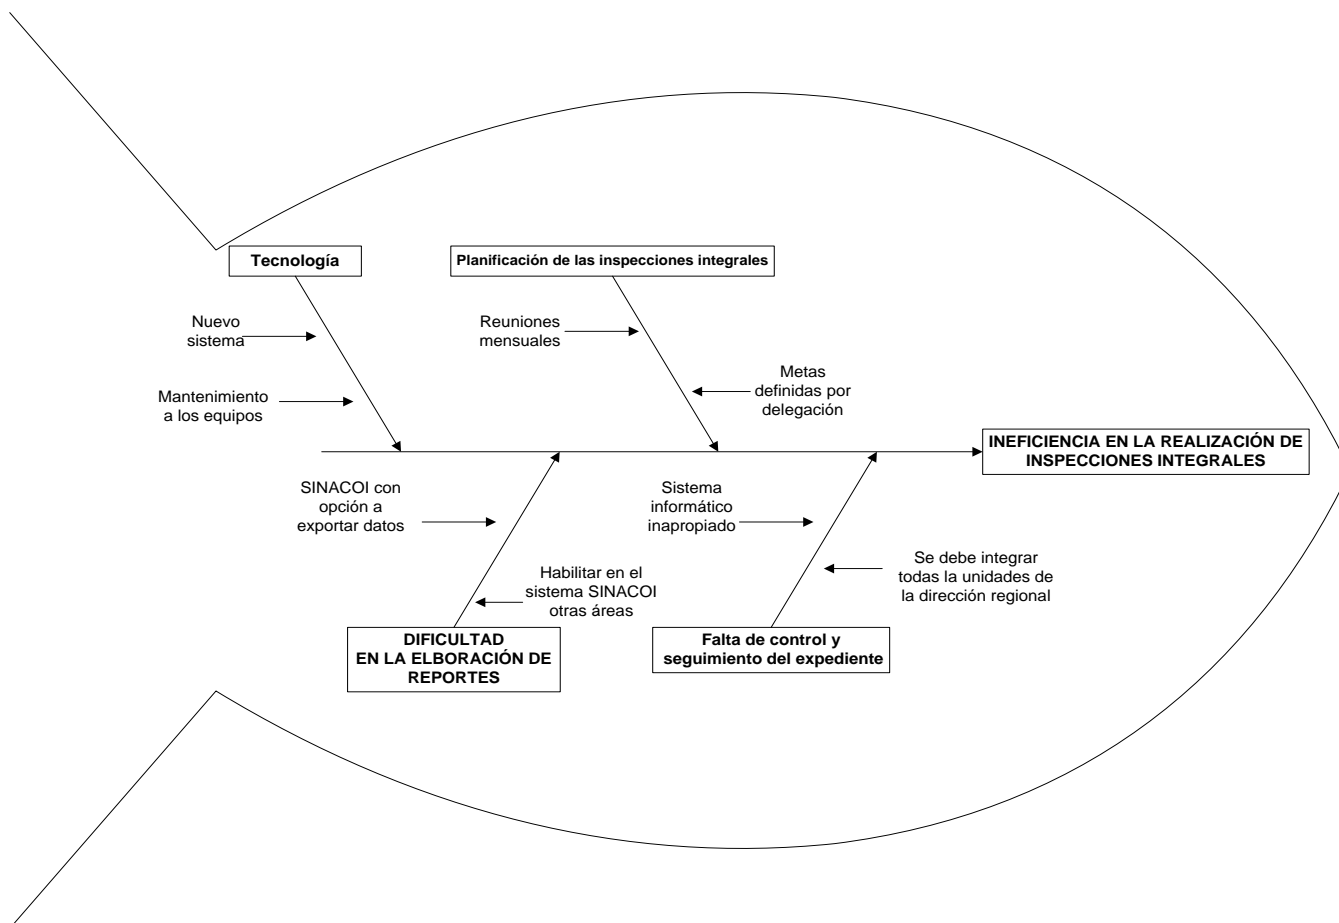 Tecnología
Planificación de las inspecciones integrales
Nuevo
sistema
Reuniones
mensuales
Mantenimiento
a los equipos
Metas
definidas por
delegación
INEFICIENCIA EN LA REALIZACIÓN DE
INSPECCIONES INTEGRALES
SINACOI con
opción a
exportar datos
Sistema
informático
inapropiado
Habilitar en el
sistema SINACOI
otras áreas
Se debe integrar
todas la unidades de
la dirección regional
DIFICULTAD
EN LA ELBORACIÓN DE
REPORTES
Falta de control y
seguimiento del expediente